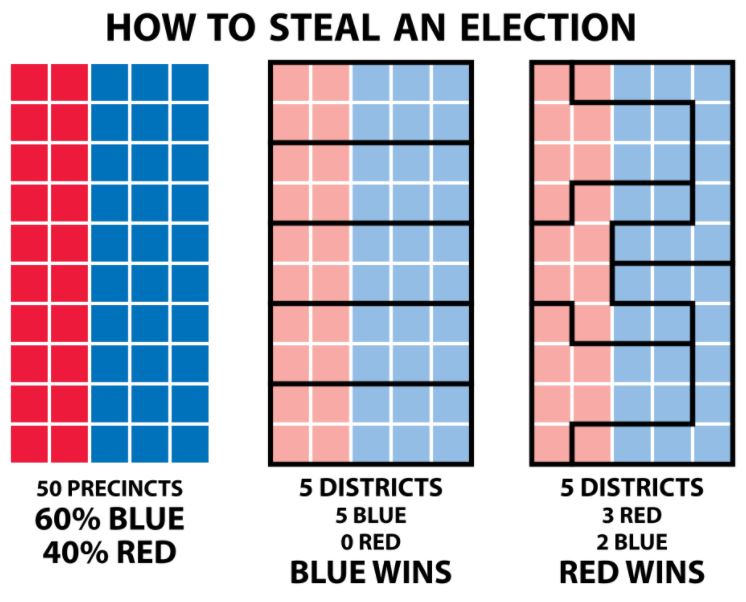 HOW TO STEAL AN ELECTION
50 PRECINCTS
60% BLUE
40% RED
5 DISTRICTS
5 BLUE
0 RED
BLUE WINS
5 DISTRICTS
3 RED
2 BLUE
RED WINS